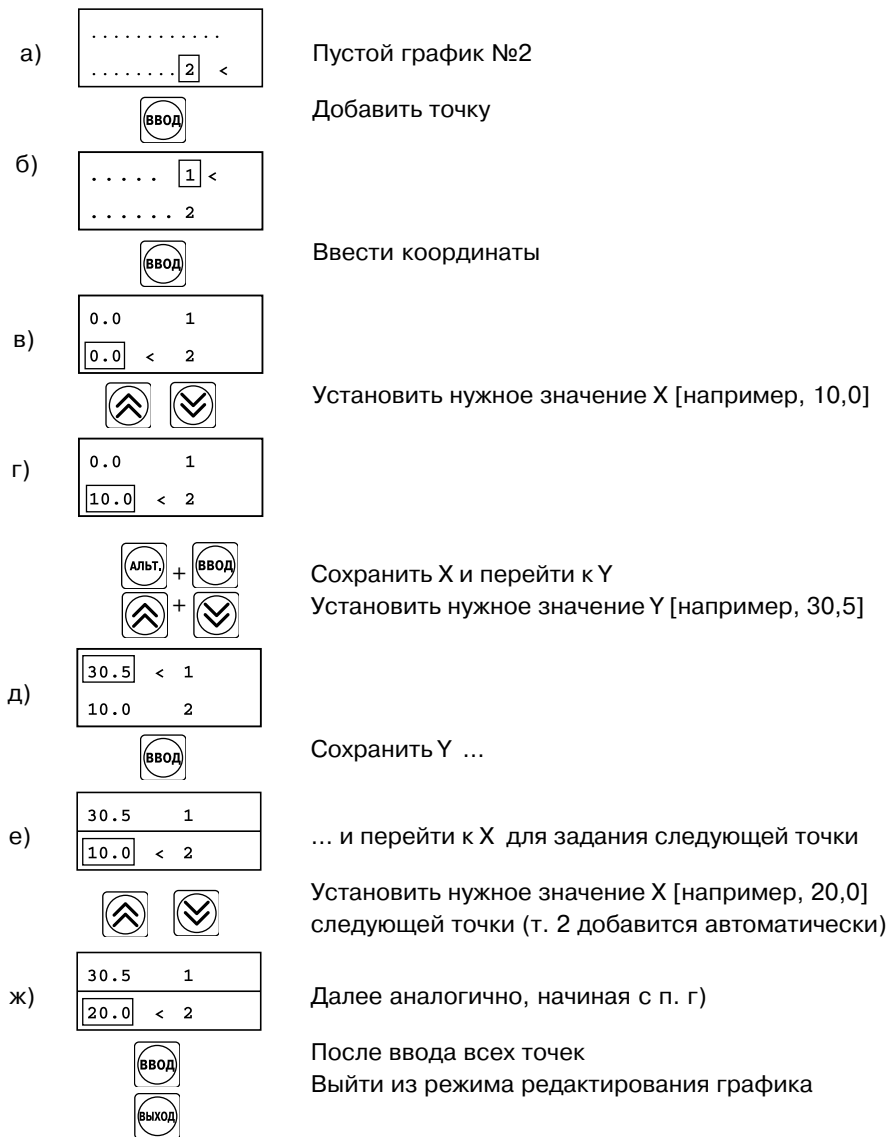 а)
. . . . . . . . . . . .
. . . . . . . . 2 <
Пустой график №2
ВВОД
Добавить точку
б)
. . . . . 1 <
. . . . . . 2
ВВОД
Ввести координаты
в)
0.0 1
0.0 < 2
Установить нужное значение X [например, 10,0]
г)
0.0 1
10.0 < 2
АЛЬТ. + ВВОД
Сохранить X и перейти к Y
+
Установить нужное значение Y [например, 30,5]
д)
30.5 < 1
10.0 2
ВВОД
Сохранить Y ...
е)
30.5 1
10.0 < 2
... и перейти к X для задания следующей точки
Установить нужное значение X [например, 20,0]
следующей точки (т. 2 добавится автоматически)
ж)
30.5 1
20.0 < 2
Далее аналогично, начиная с п. г)
ВВОД
После ввода всех точек
Выйти из режима редактирования графика
ВЫХОД